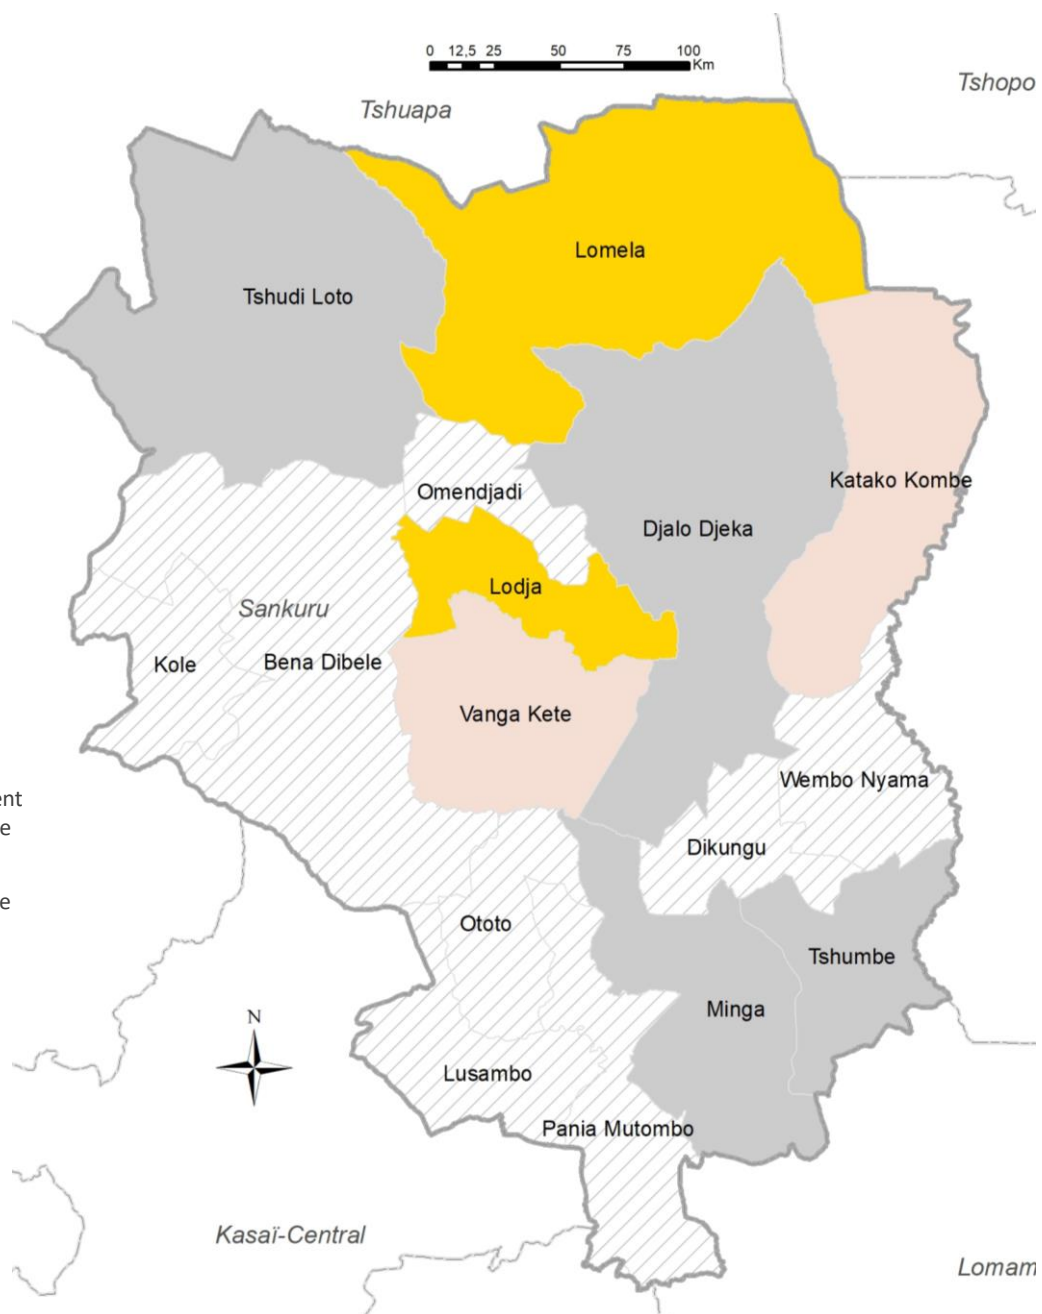 0 12,5 25 50 75 100
Km
Tshopo
Tshuapa
Lomela
Tshudi Loto
Katako Kombe
Omendjadi
Djalo Djeka
Lodja
Sankuru
Kole
Bena Dibele
Vanga Kete
Wembo Nyama
Dikungu
Ototo
Tshumbe
Minga
N
Lusambo
Pania Mutombo
Kasaï-Central
Lomam